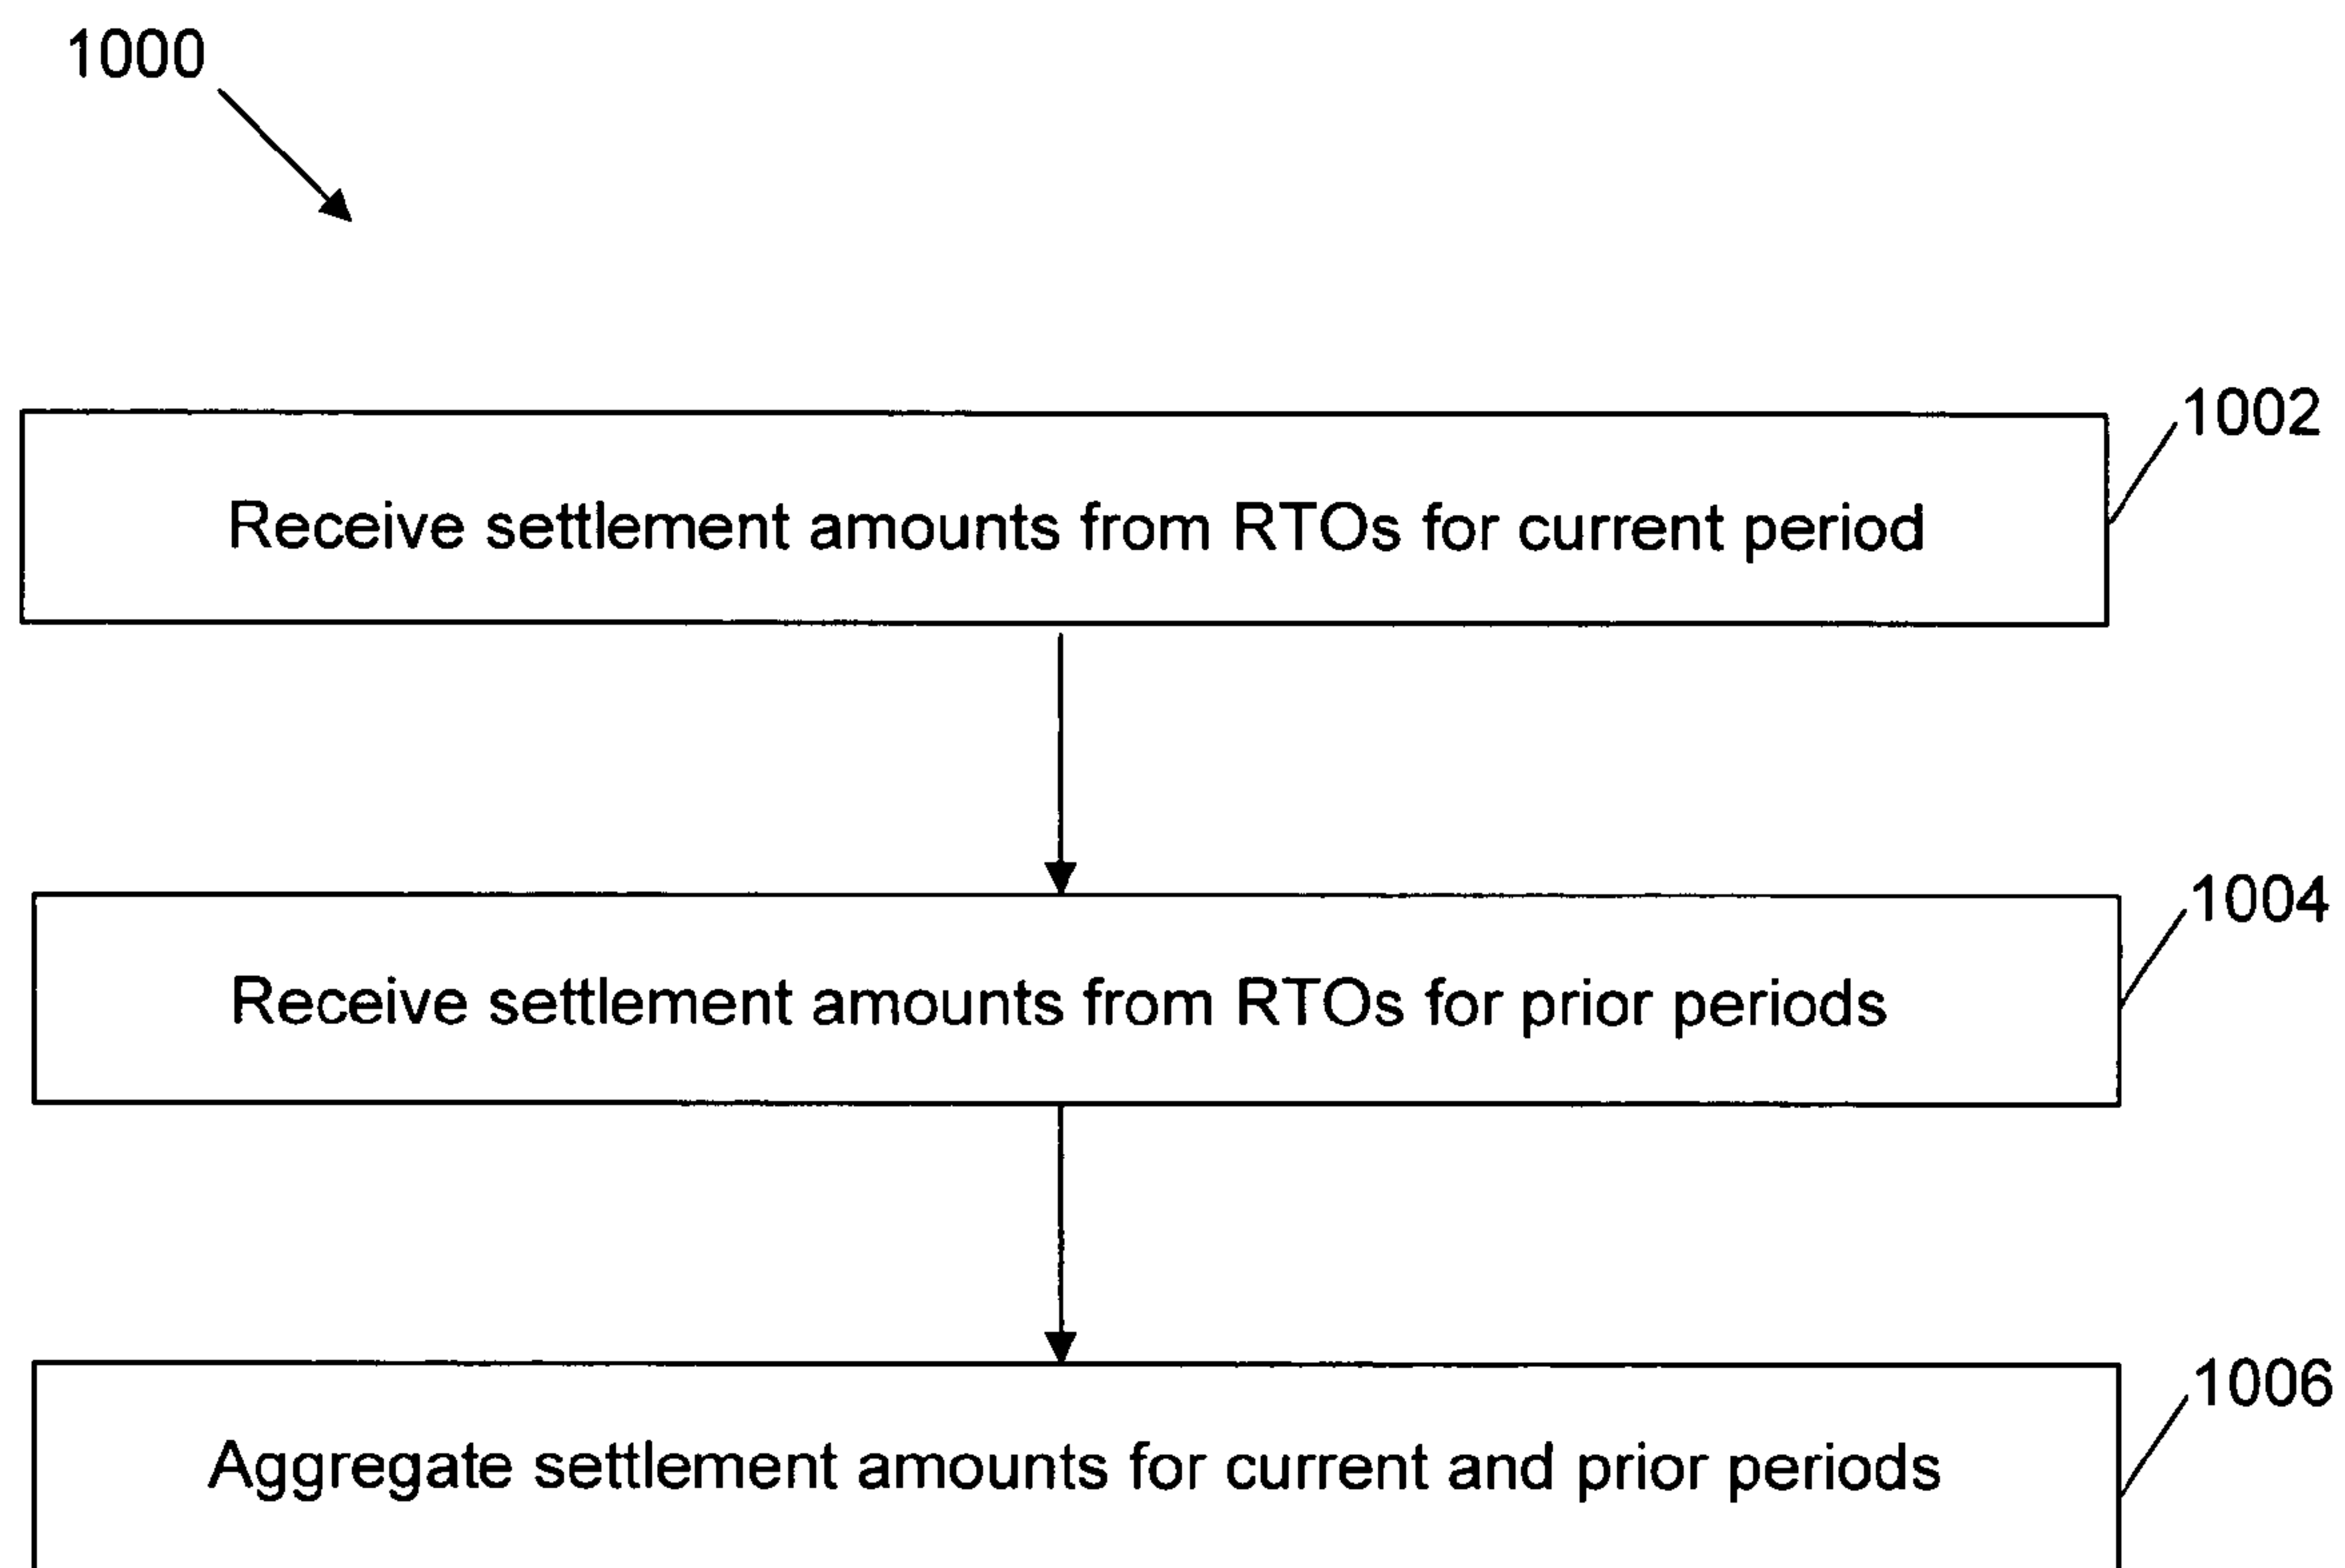 1000
1002
Receive settlement amounts from RTOs for current period
1004
Receive settlement amounts from RTOs for prior periods
1006
Aggregate settlement amounts for current and prior periods